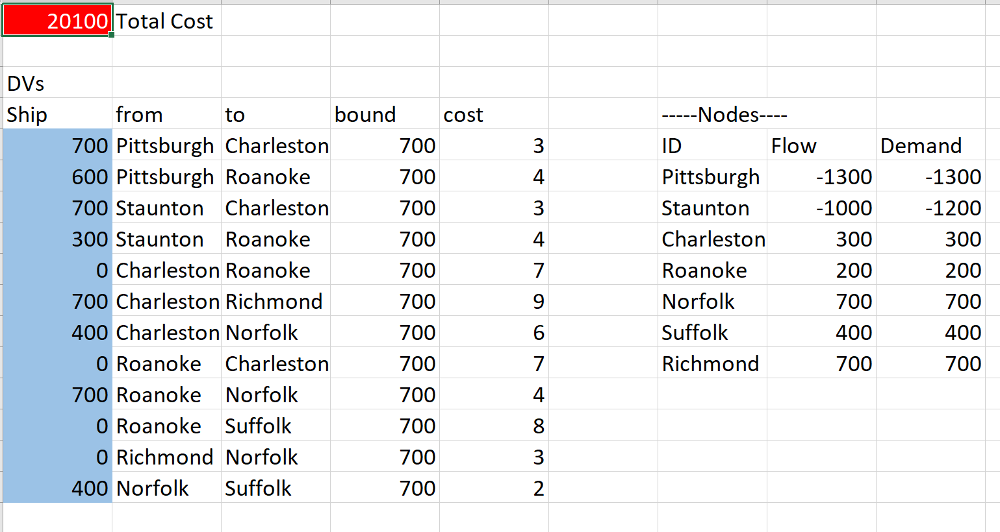 20100 Total Cost
DVs
Ship from to bound cost -----Nodes----
700 Pittsburgh Charleston 700 3 ID Flow Demand
600 Pittsburgh Roanoke 700 4 Pittsburgh -1300 -1300
700 Staunton Charleston 700 3 Staunton -1000 -1200
300 Staunton Roanoke 700 4 Charleston 300 300
0 Charleston Roanoke 700 7 Roanoke 200 200
700 Charleston Richmond 700 9 Norfolk 700 700
400 Charleston Norfolk 700 6 Suffolk 400 400
0 Roanoke Charleston 700 7 Richmond 700 700
700 Roanoke Norfolk 700 4
0 Roanoke Suffolk 700 8
0 Richmond Norfolk 700 3
400 Norfolk Suffolk 700 2